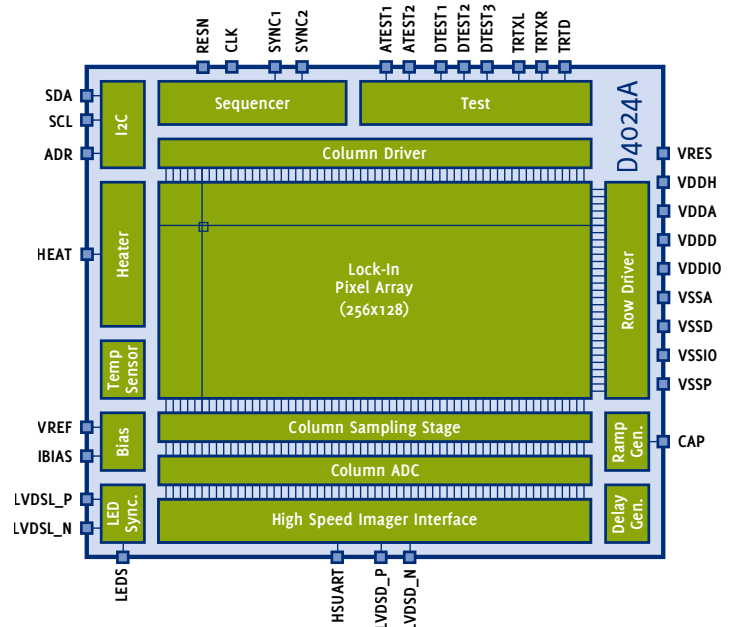 RESN
CLK
SYNC1
SYNC2
ATEST1
ATEST2
DTEST1
DTEST2
DTEST3
TRTXL
TRTXR
TRTD
SDA
SCL
ADR
I2C
Sequencer
Test
D4024A
Column Driver
VRES
VDDH
VDDA
VDDD
VDDIO
VSSA
VSSD
VSSIO
VSSP
HEAT
Heater
Lock-In
Pixel Array
(256x128)
Row Driver
Temp
Sensor
VREF
IBIAS
Bias
Column Sampling Stage
Ramp
Gen.
CAP
Column ADC
LVDSL_P
LVDSL_N
LED
Sync.
High Speed Imager Interface
Delay
Gen.
LEDS
HSUART
LVDSD_P
LVDSD_N